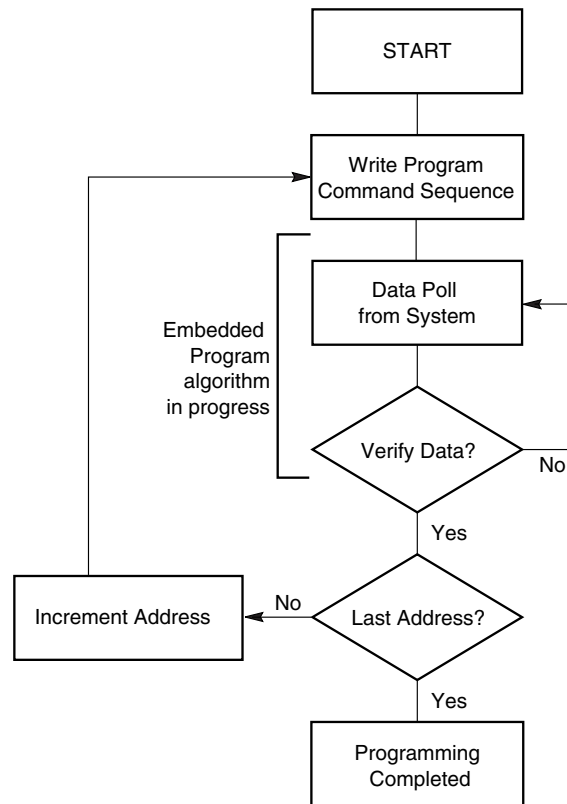 START
Write Program
Command Sequence
Data Poll
from System
Embedded
Program
algorithm
in progress
Verify Data?
No
Yes
Last Address?
No
Increment Address
Yes
Programming
Completed